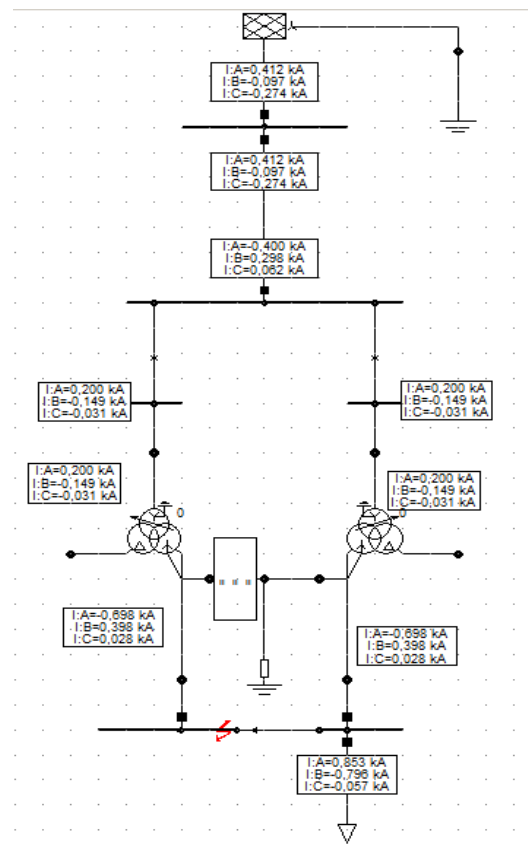 I:A=0,412 kA
I:B=-0,097 kA
I:C=-0,274 kA
I:A=0,412 kA
I:B=-0,097 kA
I:C=-0,274 kA
I:A=-0,400 kA
I:B=0,298 kA
I:C=0,062 kA
I:A=0,200 kA
I:B=-0,149 kA
I:C=-0,031 kA
I:A=0,200 kA
I:B=-0,149 kA
I:C=-0,031 kA
I:A=0,200 kA
I:B=-0,149 kA
I:C=-0,031 kA
I:A=0,200 kA
I:B=-0,149 kA
I:C=-0,031 kA
0
0
I:A=-0,698 kA
I:B=0,398 kA
I:C=0,028 kA
I:A=-0,698 kA
I:B=0,398 kA
I:C=0,028 kA
I:A=0,853 kA
I:B=-0,796 kA
I:C=-0,057 kA